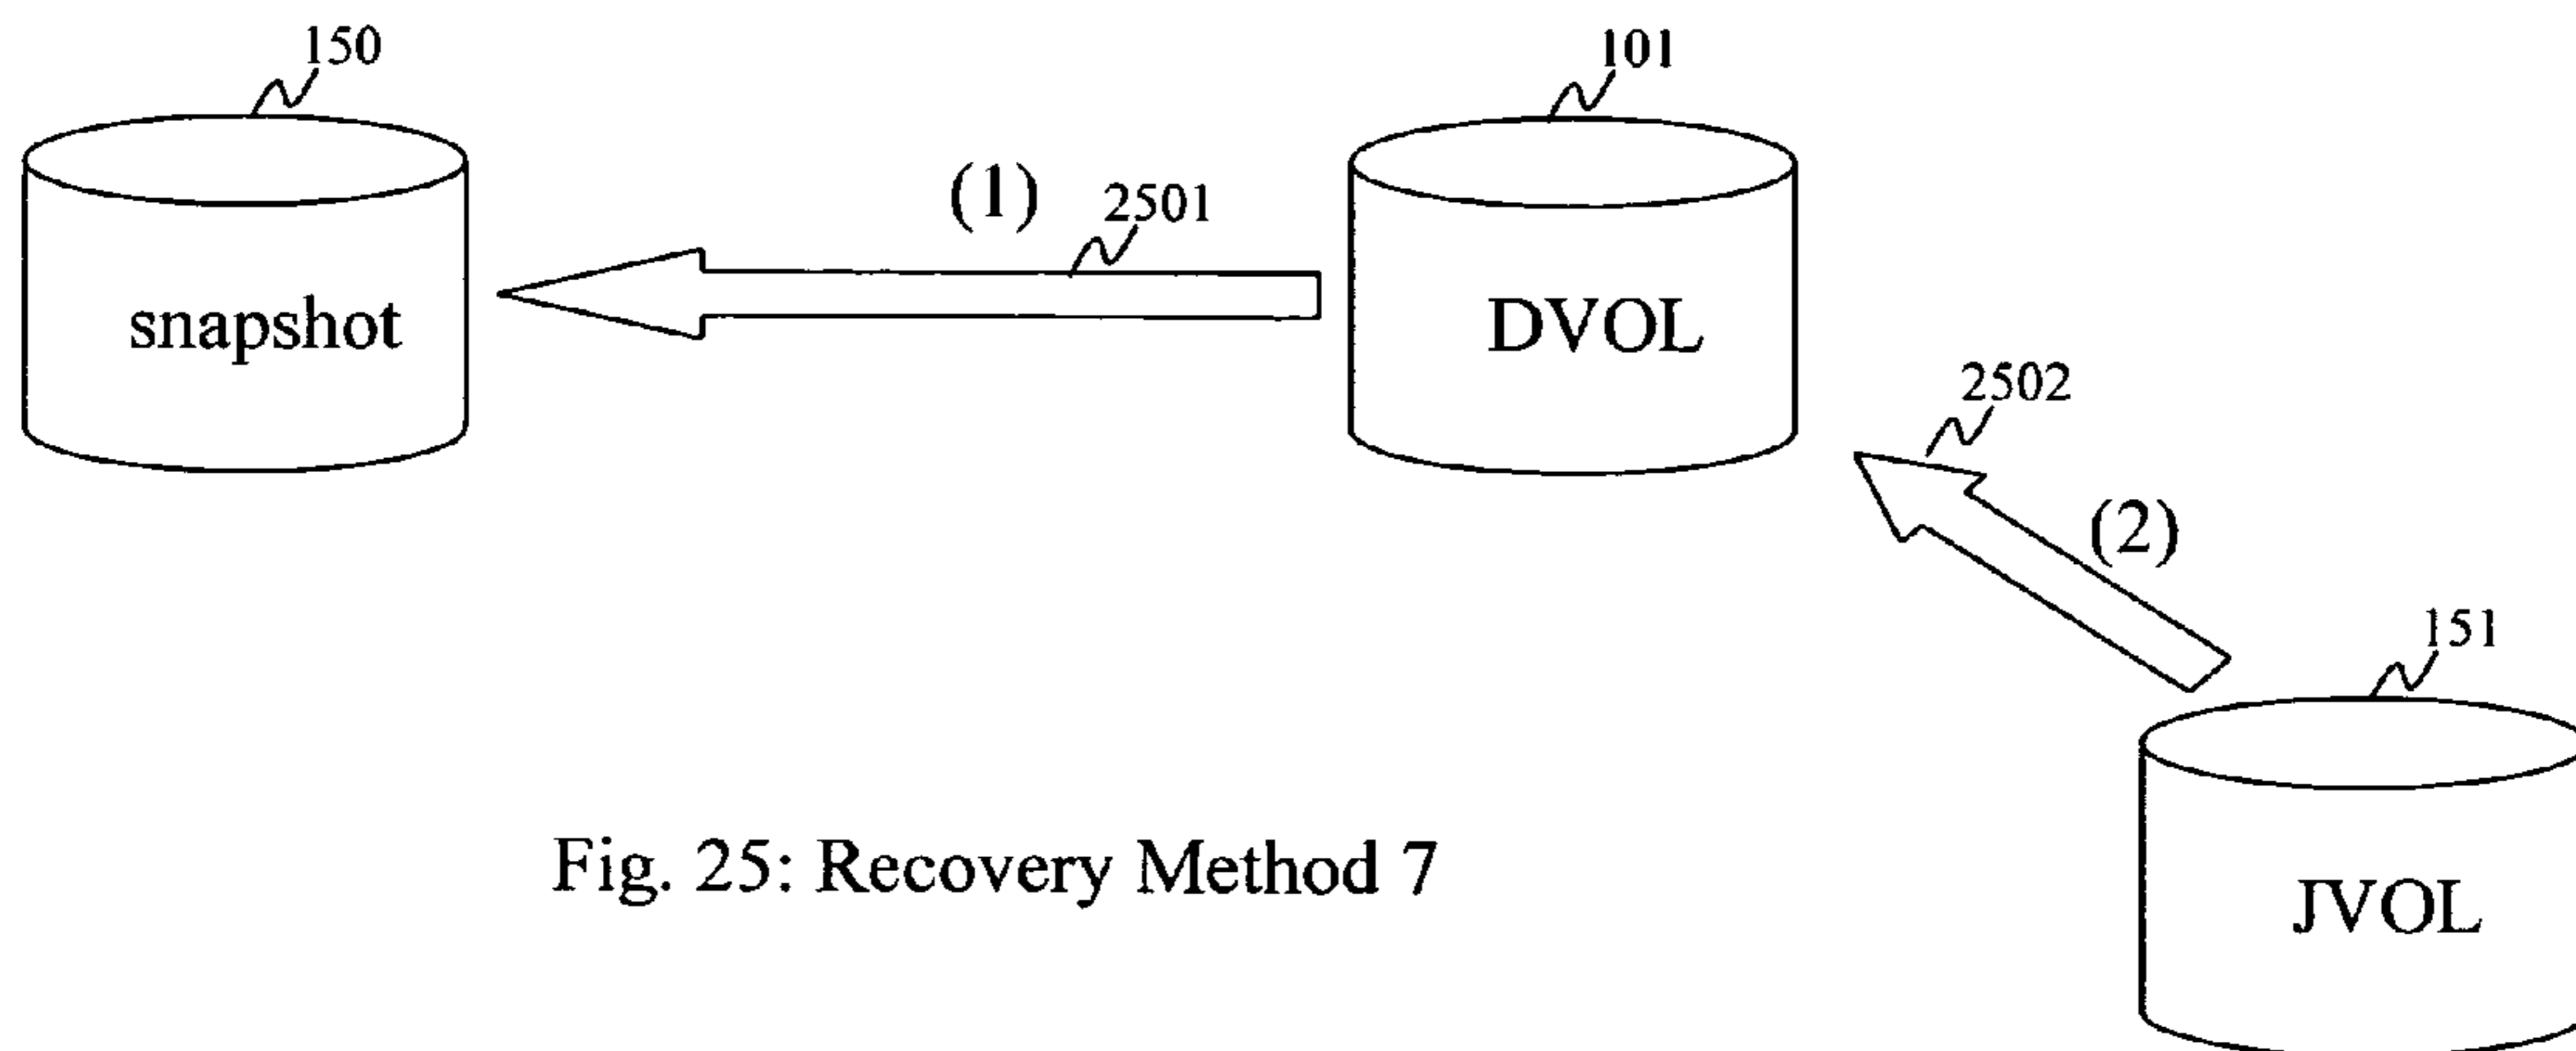 150
101
(1)
2501
snapshot
DVOL
2502
(2)
151
Fig. 25: Recovery Method 7
JVOL